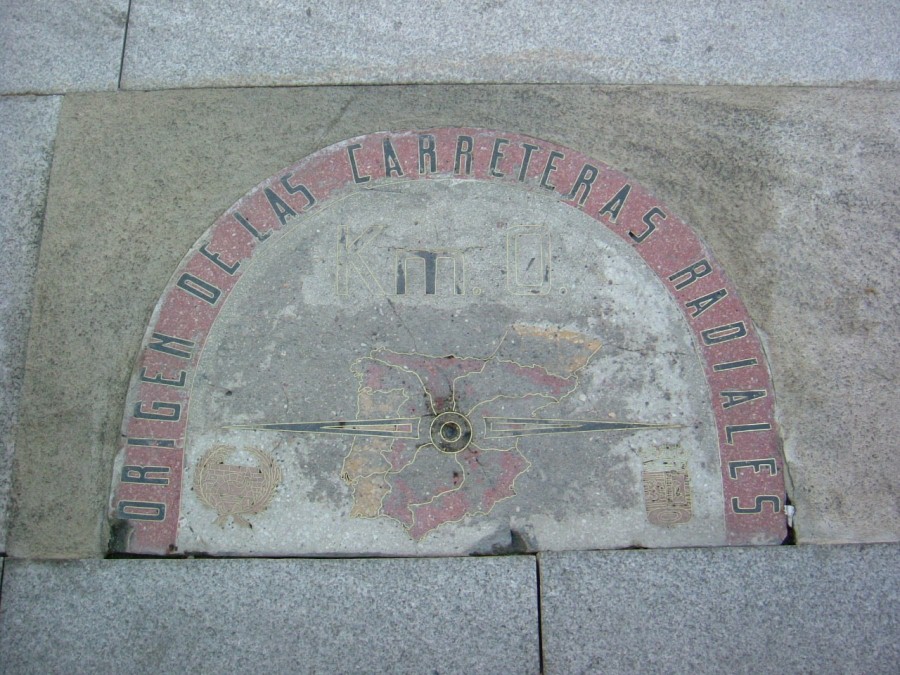 ORIGEN DE LAS CARRETERAS RADIALES
Km. 0.